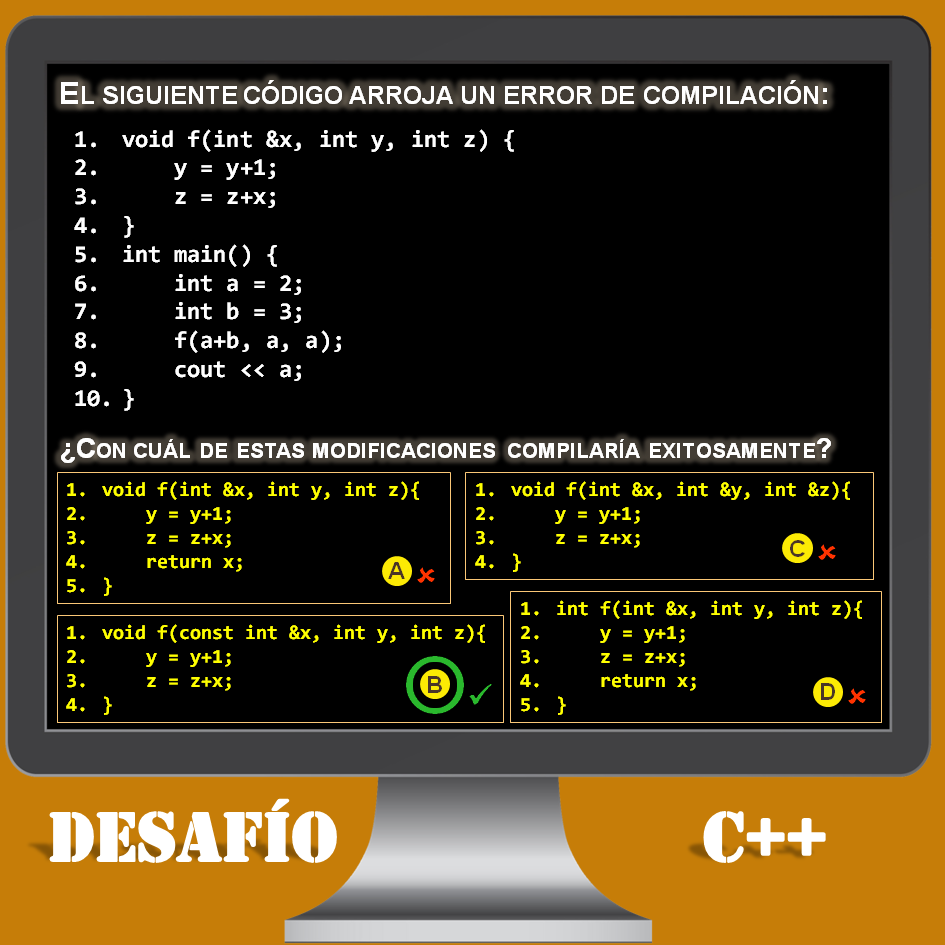 EL SIGUIENTE CÓDIGO ARROJA UN ERROR DE COMPILACIÓN:
1. void f(int &x, int y, int z) {
2.     y = y+1;
3.     z = z+x;
4. }
5. int main() {
6.     int a = 2;
7.     int b = 3;
8.     f(a+b, a, a);
9.     cout << a;
10. }
¿CON CUÁL DE ESTAS MODIFICACIONES COMPILARÍA EXITOSAMENTE?
1. void f(int &x, int y, int z){
2.     y = y+1;
3.     z = z+x;
4.     return x;
5. }
A ✗
1. void f(int &x, int &y, int &z){
2.     y = y+1;
3.     z = z+x;
4. }
C ✗
1. void f(const int &x, int y, int z){
2.     y = y+1;
3.     z = z+x;
4. }
B ✓
1. int f(int &x, int y, int z){
2.     y = y+1;
3.     z = z+x;
4.     return x;
5. }
D ✗
DESAFÍO
C++